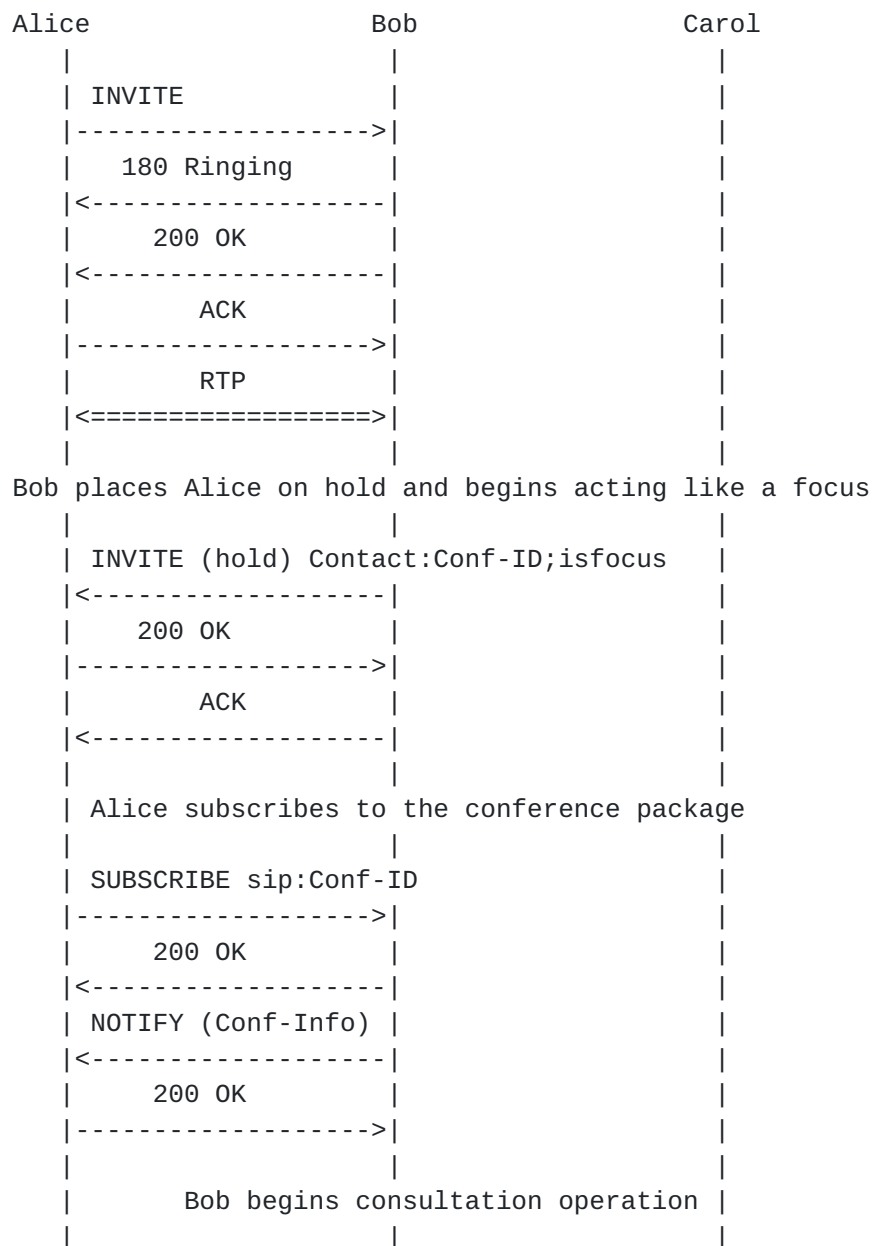 Alice                  Bob                 Carol
   |                    |                    |
   | INVITE             |                    |
   |------------------->|                    |
   |   180 Ringing      |                    |
   |<-------------------|                    |
   |     200 OK         |                    |
   |<-------------------|                    |
   |        ACK         |                    |
   |------------------->|                    |
   |        RTP         |                    |
   |<==================>|                    |
   |                    |                    |
Bob places Alice on hold and begins acting like a focus
   |                    |                    |
   | INVITE (hold) Contact:Conf-ID;isfocus   |
   |<-------------------|                    |
   |    200 OK          |                    |
   |------------------->|                    |
   |        ACK         |                    |
   |<-------------------|                    |
   |                    |                    |
   | Alice subscribes to the conference package
   |                    |                    |
   | SUBSCRIBE sip:Conf-ID                   |
   |------------------->|                    |
   |     200 OK         |                    |
   |<-------------------|                    |
   | NOTIFY (Conf-Info) |                    |
   |<-------------------|                    |
   |     200 OK         |                    |
   |------------------->|                    |
   |                    |                    |
   |       Bob begins consultation operation |
   |                    |                    |